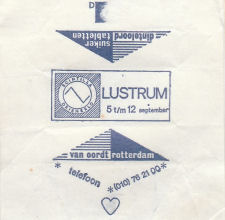 D
suiker
tabletten
dinteloord
LUSTRUM
5 t/m 12 september
van oordt rotterdam
* telefoon *(010) 76 21 00*